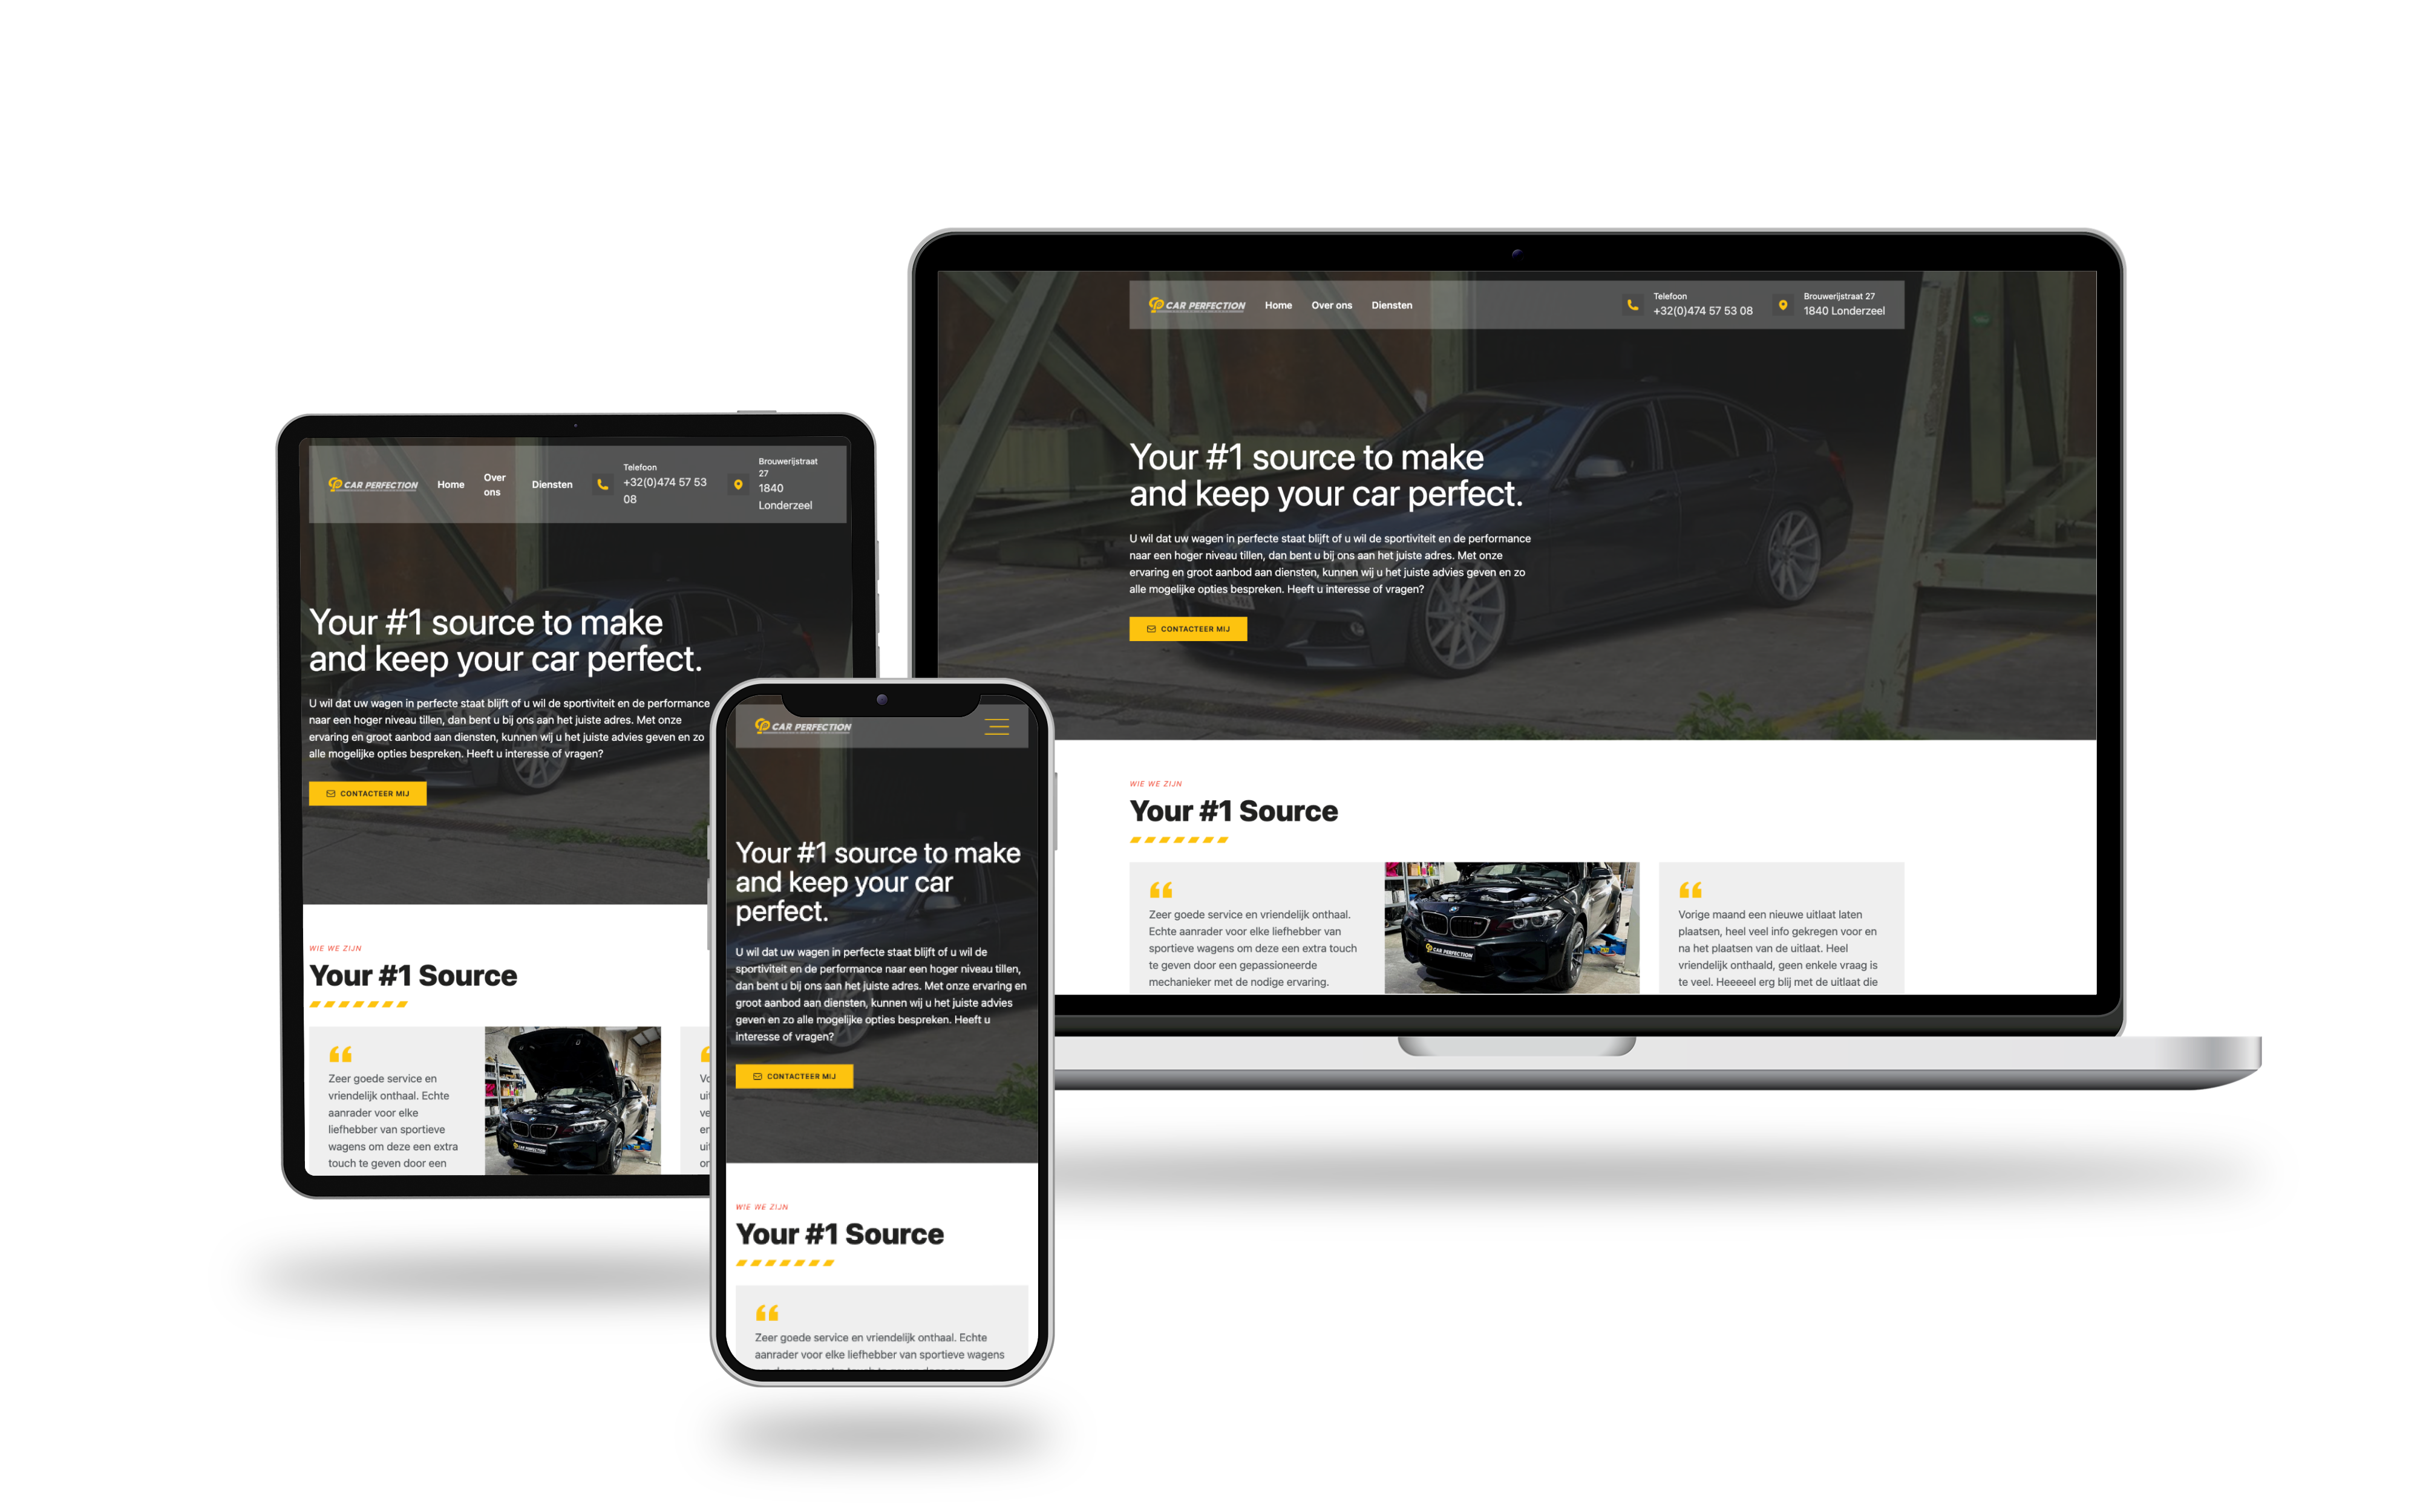 CAR PERFECTION
Home
Over ons
Diensten
Telefoon
+32(0)474 57 53 08
Brouwerijstraat 27
1840 Londerzeel
Your #1 source to make
and keep your car perfect.
U wil dat uw wagen in perfecte staat blijft of u wil de sportiviteit en de performance
naar een hoger niveau tillen, dan bent u bij ons aan het juiste adres. Met onze
ervaring en groot aanbod aan diensten, kunnen wij u het juiste advies geven en zo
alle mogelijke opties bespreken. Heeft u interesse of vragen?
CONTACTEER MIJ
WIE WE ZIJN
Your #1 Source
Zeer goede service en vriendelijk onthaal.
Echte aanrader voor elke liefhebber van
sportieve wagens om deze een extra touch
te geven door een gepassioneerde
mechanieker met de nodige ervaring.
CAR PERFECTION
Vorige maand een nieuwe uitlaat laten
plaatsen, heel veel info gekregen voor en
na het plaatsen van de uitlaat. Heel
vriendelijk onthaald, geen enkele vraag is
te veel. Heeeeel erg blij met de uitlaat die
CAR PERFECTION
Home
Over
ons
Diensten
Telefoon
+32(0)474 57 53
08
Brouwerijstraat
27
1840
Londerzeel
Your #1 source to make
and keep your car perfect.
U wil dat uw wagen in perfecte staat blijft of u wil de sportiviteit en de performance
naar een hoger niveau tillen, dan bent u bij ons aan het juiste adres. Met onze
ervaring en groot aanbod aan diensten, kunnen wij u het juiste advies geven en zo
alle mogelijke opties bespreken. Heeft u interesse of vragen?
CONTACTEER MIJ
WIE WE ZIJN
Your #1 Source
Zeer goede service en
vriendelijk onthaal. Echte
aanrader voor elke
liefhebber van sportieve
wagens om deze een extra
touch te geven door een
CAR PERFECTION
CAR PERFECTION
Your #1 source to make
and keep your car
perfect.
U wil dat uw wagen in perfecte staat blijft of u wil de
sportiviteit en de performance naar een hoger niveau tillen,
dan bent u bij ons aan het juiste adres. Met onze ervaring en
groot aanbod aan diensten, kunnen wij u het juiste advies
geven en zo alle mogelijke opties bespreken. Heeft u
interesse of vragen?
CONTACTEER MIJ
WIE WE ZIJN
Your #1 Source
Zeer goede service en vriendelijk onthaal. Echte
aanrader voor elke liefhebber van sportieve wagens